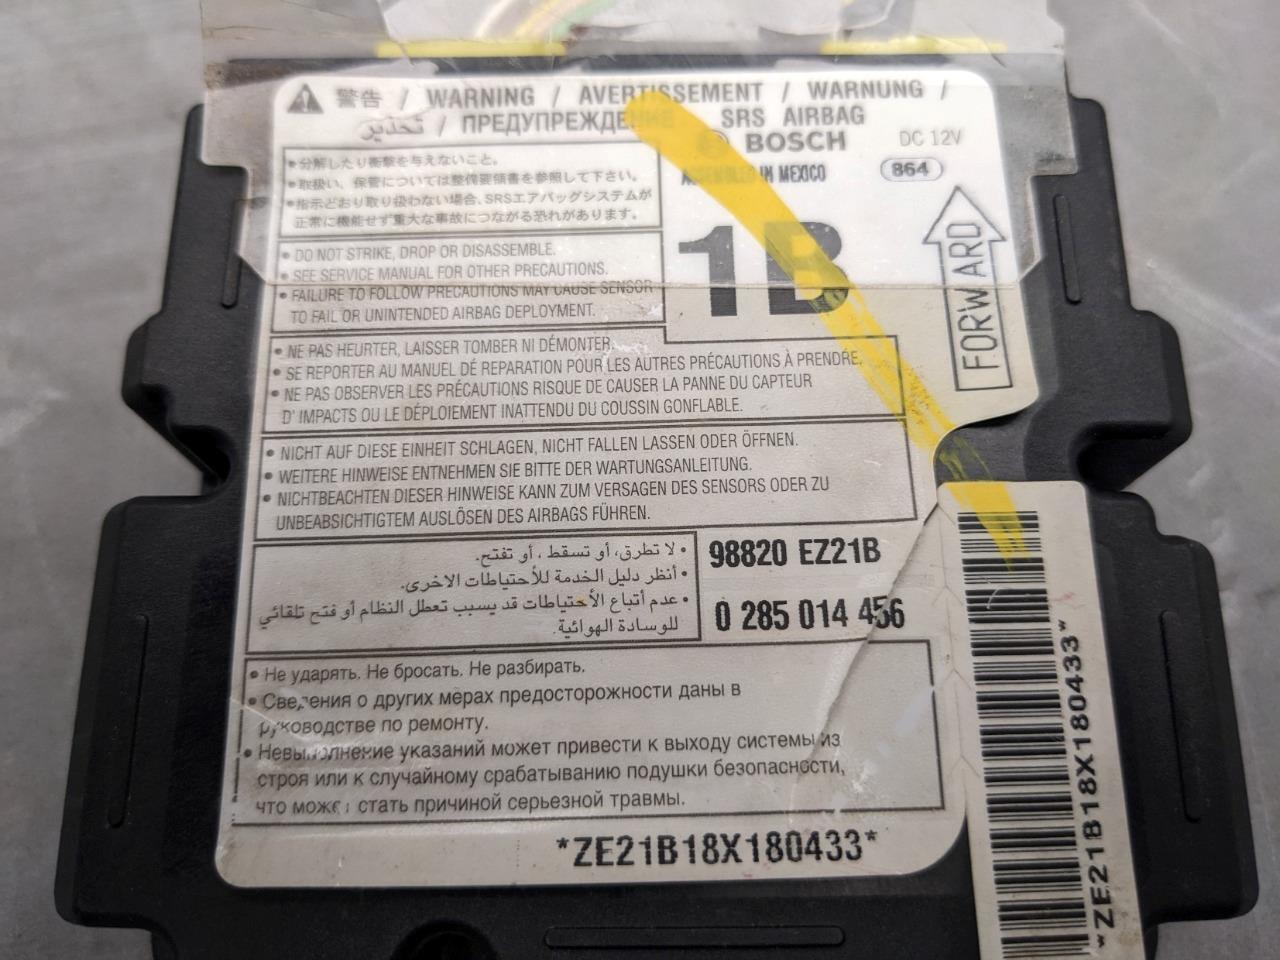 警告 / WARNING / AVERTISSEMENT / WARNUNG /
تحذير / ПРЕДУПРЕЖДЕНИЕ SRS AIRBAG
BOSCH DC 12V
ASSEMBLED IN MEXICO 864
1B
FORWARD
•分解したり衝撃を与えないこと。
•取扱い、保管については整備要領書を参照して下さい。
•指示どおり取り扱わない場合、SRSエアバッグシステムが
正常に機能せず重大な事故につながる恐れがあります。
• DO NOT STRIKE, DROP OR DISASSEMBLE.
• SEE SERVICE MANUAL FOR OTHER PRECAUTIONS.
• FAILURE TO FOLLOW PRECAUTIONS MAY CAUSE SENSOR
TO FAIL OR UNINTENDED AIRBAG DEPLOYMENT.
• NE PAS HEURTER, LAISSER TOMBER NI DÉMONTER.
• SE REPORTER AU MANUEL DE RÉPARATION POUR LES AUTRES PRÉCAUTIONS À PRENDRE.
• NE PAS OBSERVER LES PRÉCAUTIONS RISQUE DE CAUSER LA PANNE DU CAPTEUR
D' IMPACTS OU LE DÉPLOIEMENT INATTENDU DU COUSSIN GONFLABLE.
• NICHT AUF DIESE EINHEIT SCHLAGEN, NICHT FALLEN LASSEN ODER ÖFFNEN.
• WEITERE HINWEISE ENTNEHMEN SIE BITTE DER WARTUNGSANLEITUNG.
• NICHTBEACHTEN DIESER HINWEISE KANN ZUM VERSAGEN DES SENSORS ODER ZU
UNBEABSICHTIGTEM AUSLÖSEN DES AIRBAGS FÜHREN.
• لا تطرق، أو تسقط ، أو تفتح.
• أنظر دليل الخدمة للأحتياطات الاخرى.
• عدم أتباع الأحتياطات قد يسبب تعطل النظام أو فتح تلقائي
للوسادة الهوائية.
98820 EZ21B
0 285 014 456
• Не ударять. Не бросать. Не разбирать.
• Сведения о других мерах предосторожности даны в
руководстве по ремонту.
• Невыполнение указаний может привести к выходу системы из
строя или к случайному срабатыванию подушки безопасности,
что может стать причиной серьезной травмы.
*ZE21B18X180433*
*ZE21B18X180433*